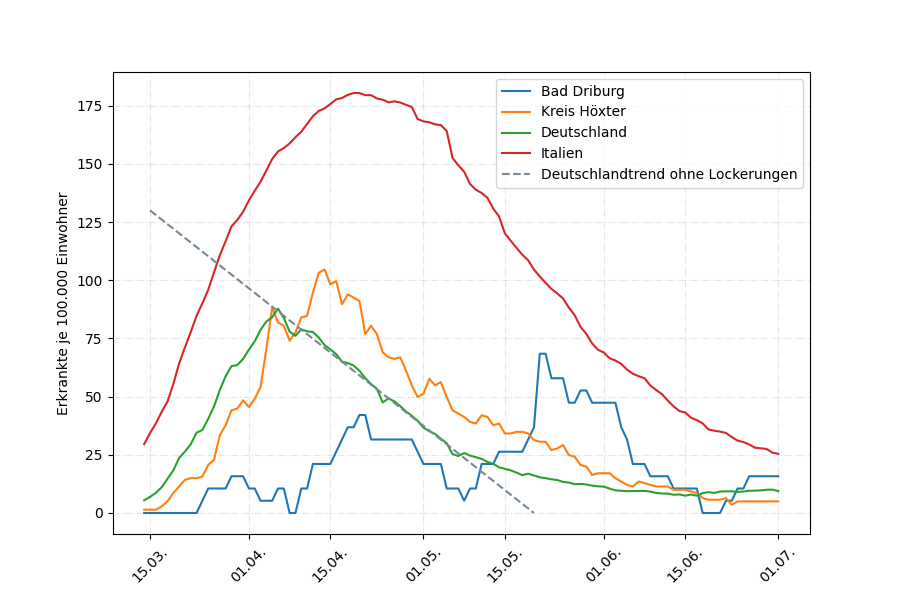 Erkrankte je 100.000 Einwohner
175
150
125
100
75
50
25
0
Bad Driburg
Kreis Höxter
Deutschland
Italien
Deutschlandtrend ohne Lockerungen
15.03.
01.04.
15.04.
01.05.
15.05.
01.06.
15.06.
01.07.